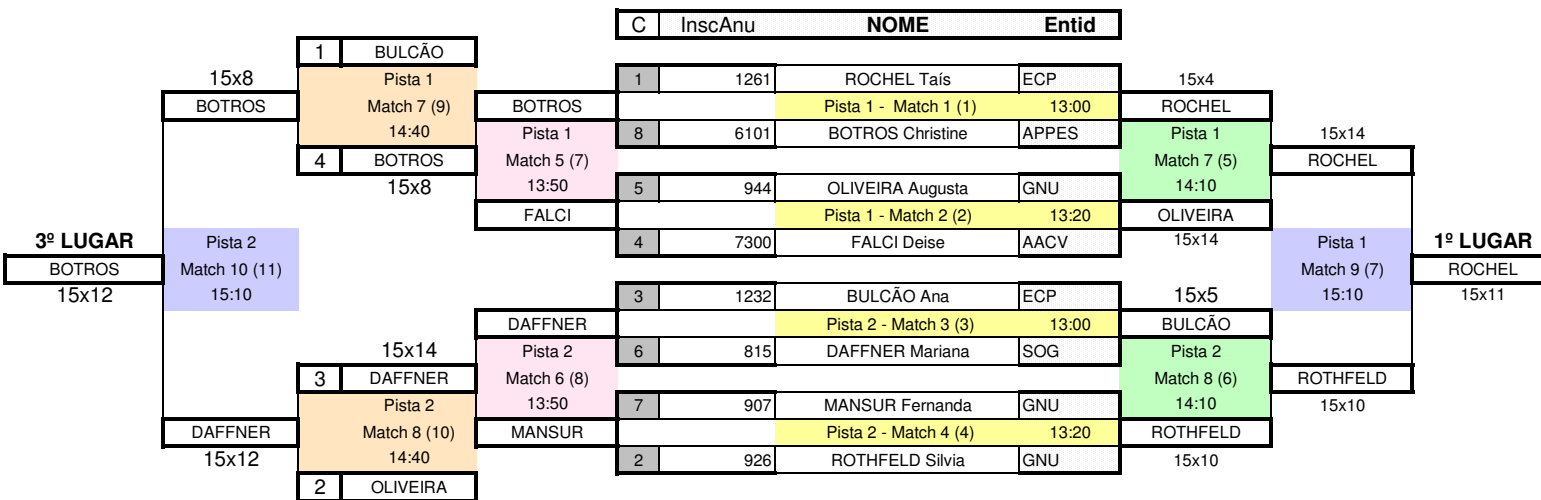 C InscAnu NOME Entid
1 BULCÃO
15x8 Pista 1 1 1261 ROCHEL Taís ECP 15x4
BOTROS Match 7 (9) BOTROS Pista 1 - Match 1 (1) 13:00 ROCHEL
14:40 Pista 1 8 6101 BOTROS Christine APPES Pista 1 15x14
4 BOTROS Match 5 (7) Match 7 (5) ROCHEL
15x8 13:50 5 944 OLIVEIRA Augusta GNU 14:10
FALCI Pista 1 - Match 2 (2) 13:20 OLIVEIRA
3º LUGAR Pista 2 4 7300 FALCI Deise AACV 15x14 Pista 1 1º LUGAR
BOTROS Match 10 (11) Match 9 (7) ROCHEL
15x12 15:10 3 1232 BULCÃO Ana ECP 15x5 15:10 15x11
DAFFNER Pista 2 - Match 3 (3) 13:00 BULCÃO
15x14 Pista 2 6 815 DAFFNER Mariana SOG Pista 2
3 DAFFNER Match 6 (8) Match 8 (6) ROTHFELD
Pista 2 13:50 7 907 MANSUR Fernanda GNU 14:10 15x10
DAFFNER Match 8 (10) MANSUR Pista 2 - Match 4 (4) 13:20 ROTHFELD
15x12 14:40 2 926 ROTHFELD Silvia GNU 15x10
2 OLIVEIRA